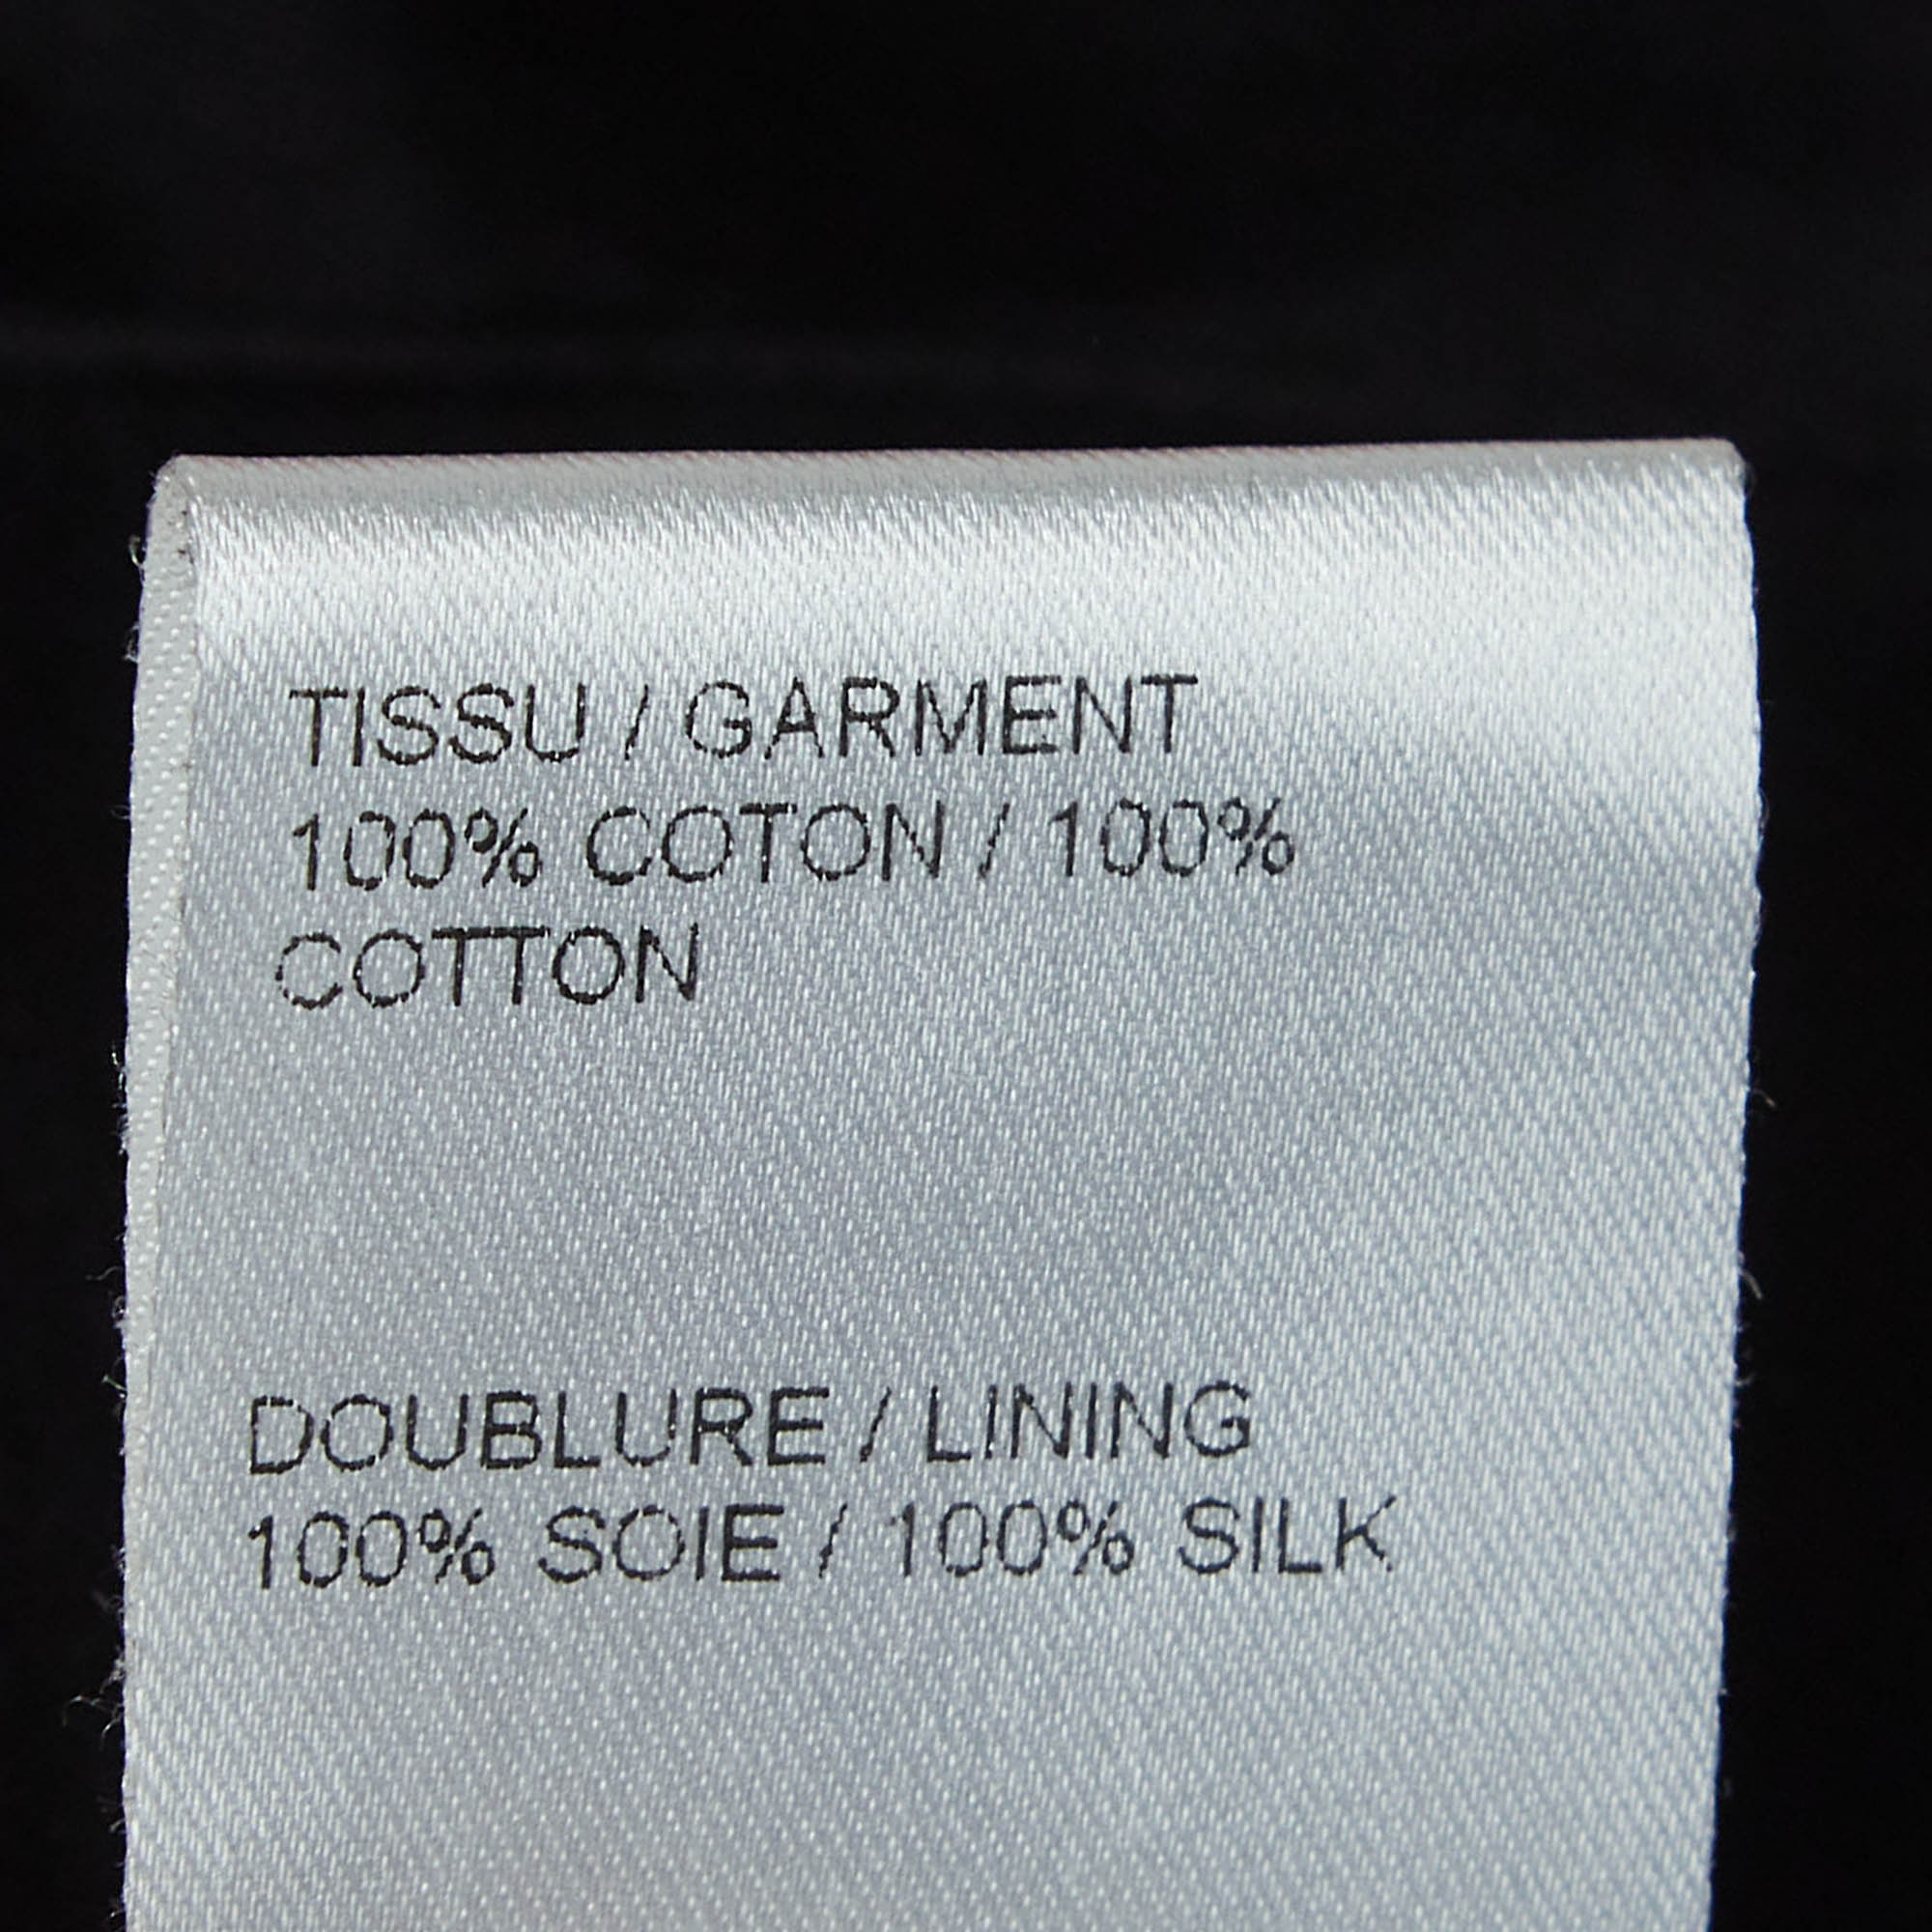 TISSU / GARMENT
100% COTON / 100%
COTTON
DOUBLURE / LINING
100% SOIE / 100% SILK